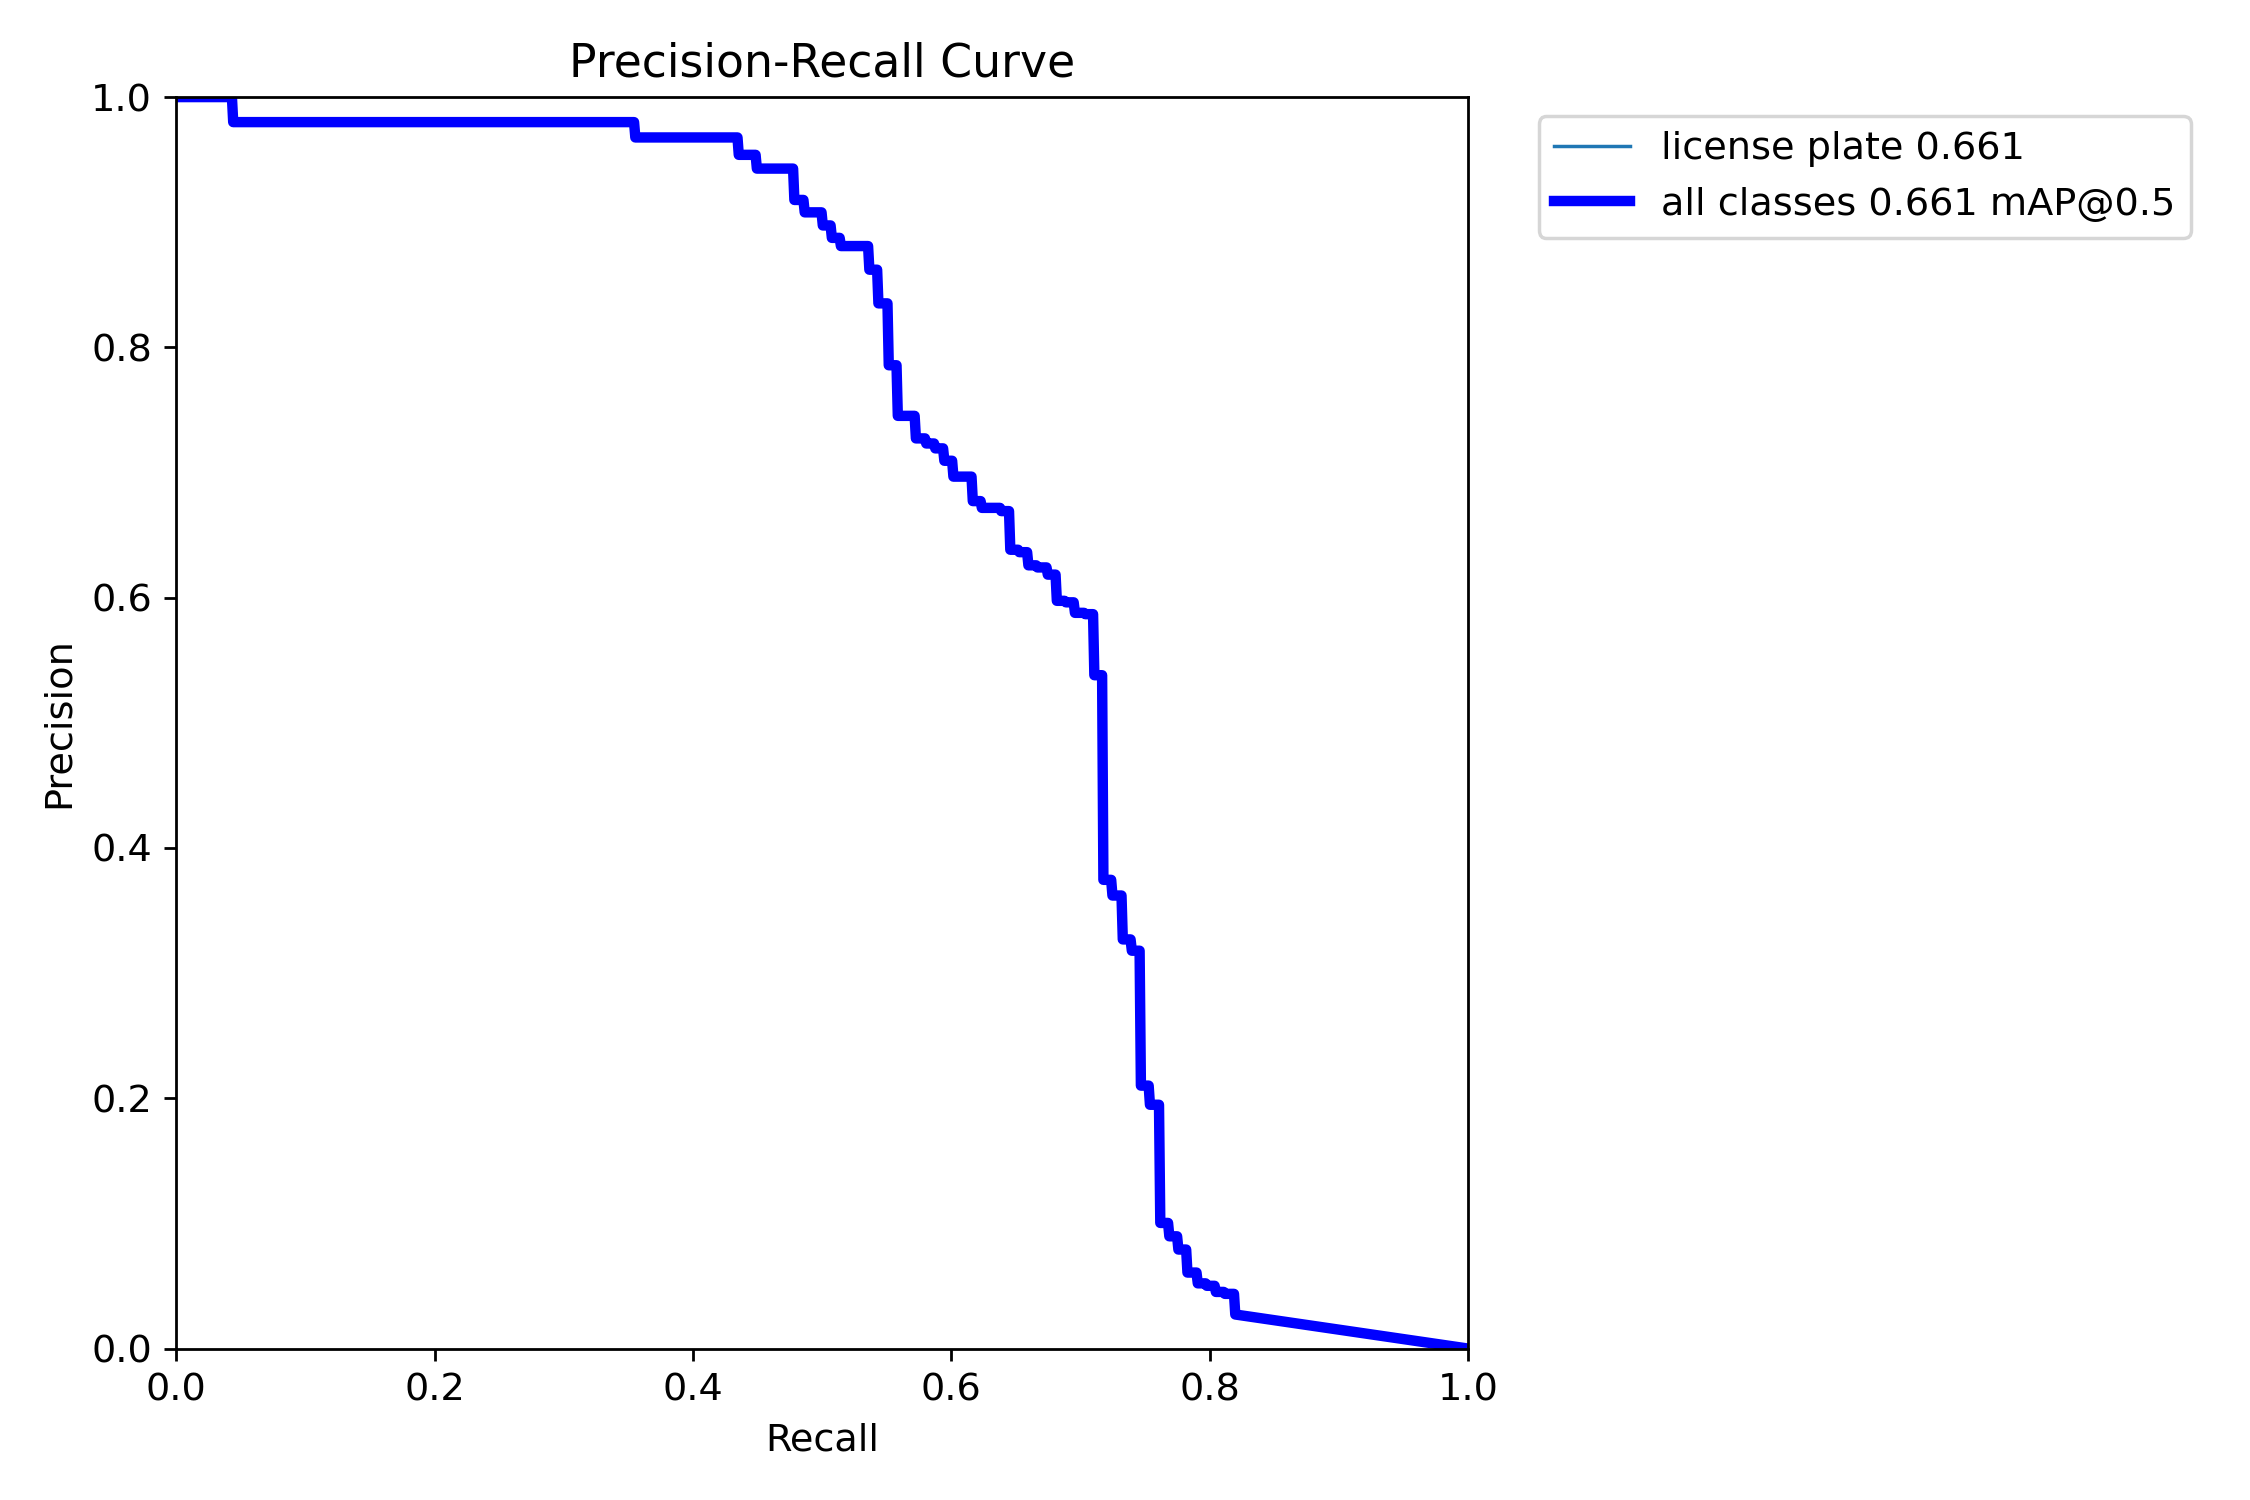 Precision-Recall Curve
1.0
0.8
0.6
0.4
0.2
0.0
Precision
0.0 0.2 0.4 0.6 0.8 1.0
Recall
license plate 0.661
all classes 0.661 mAP@0.5